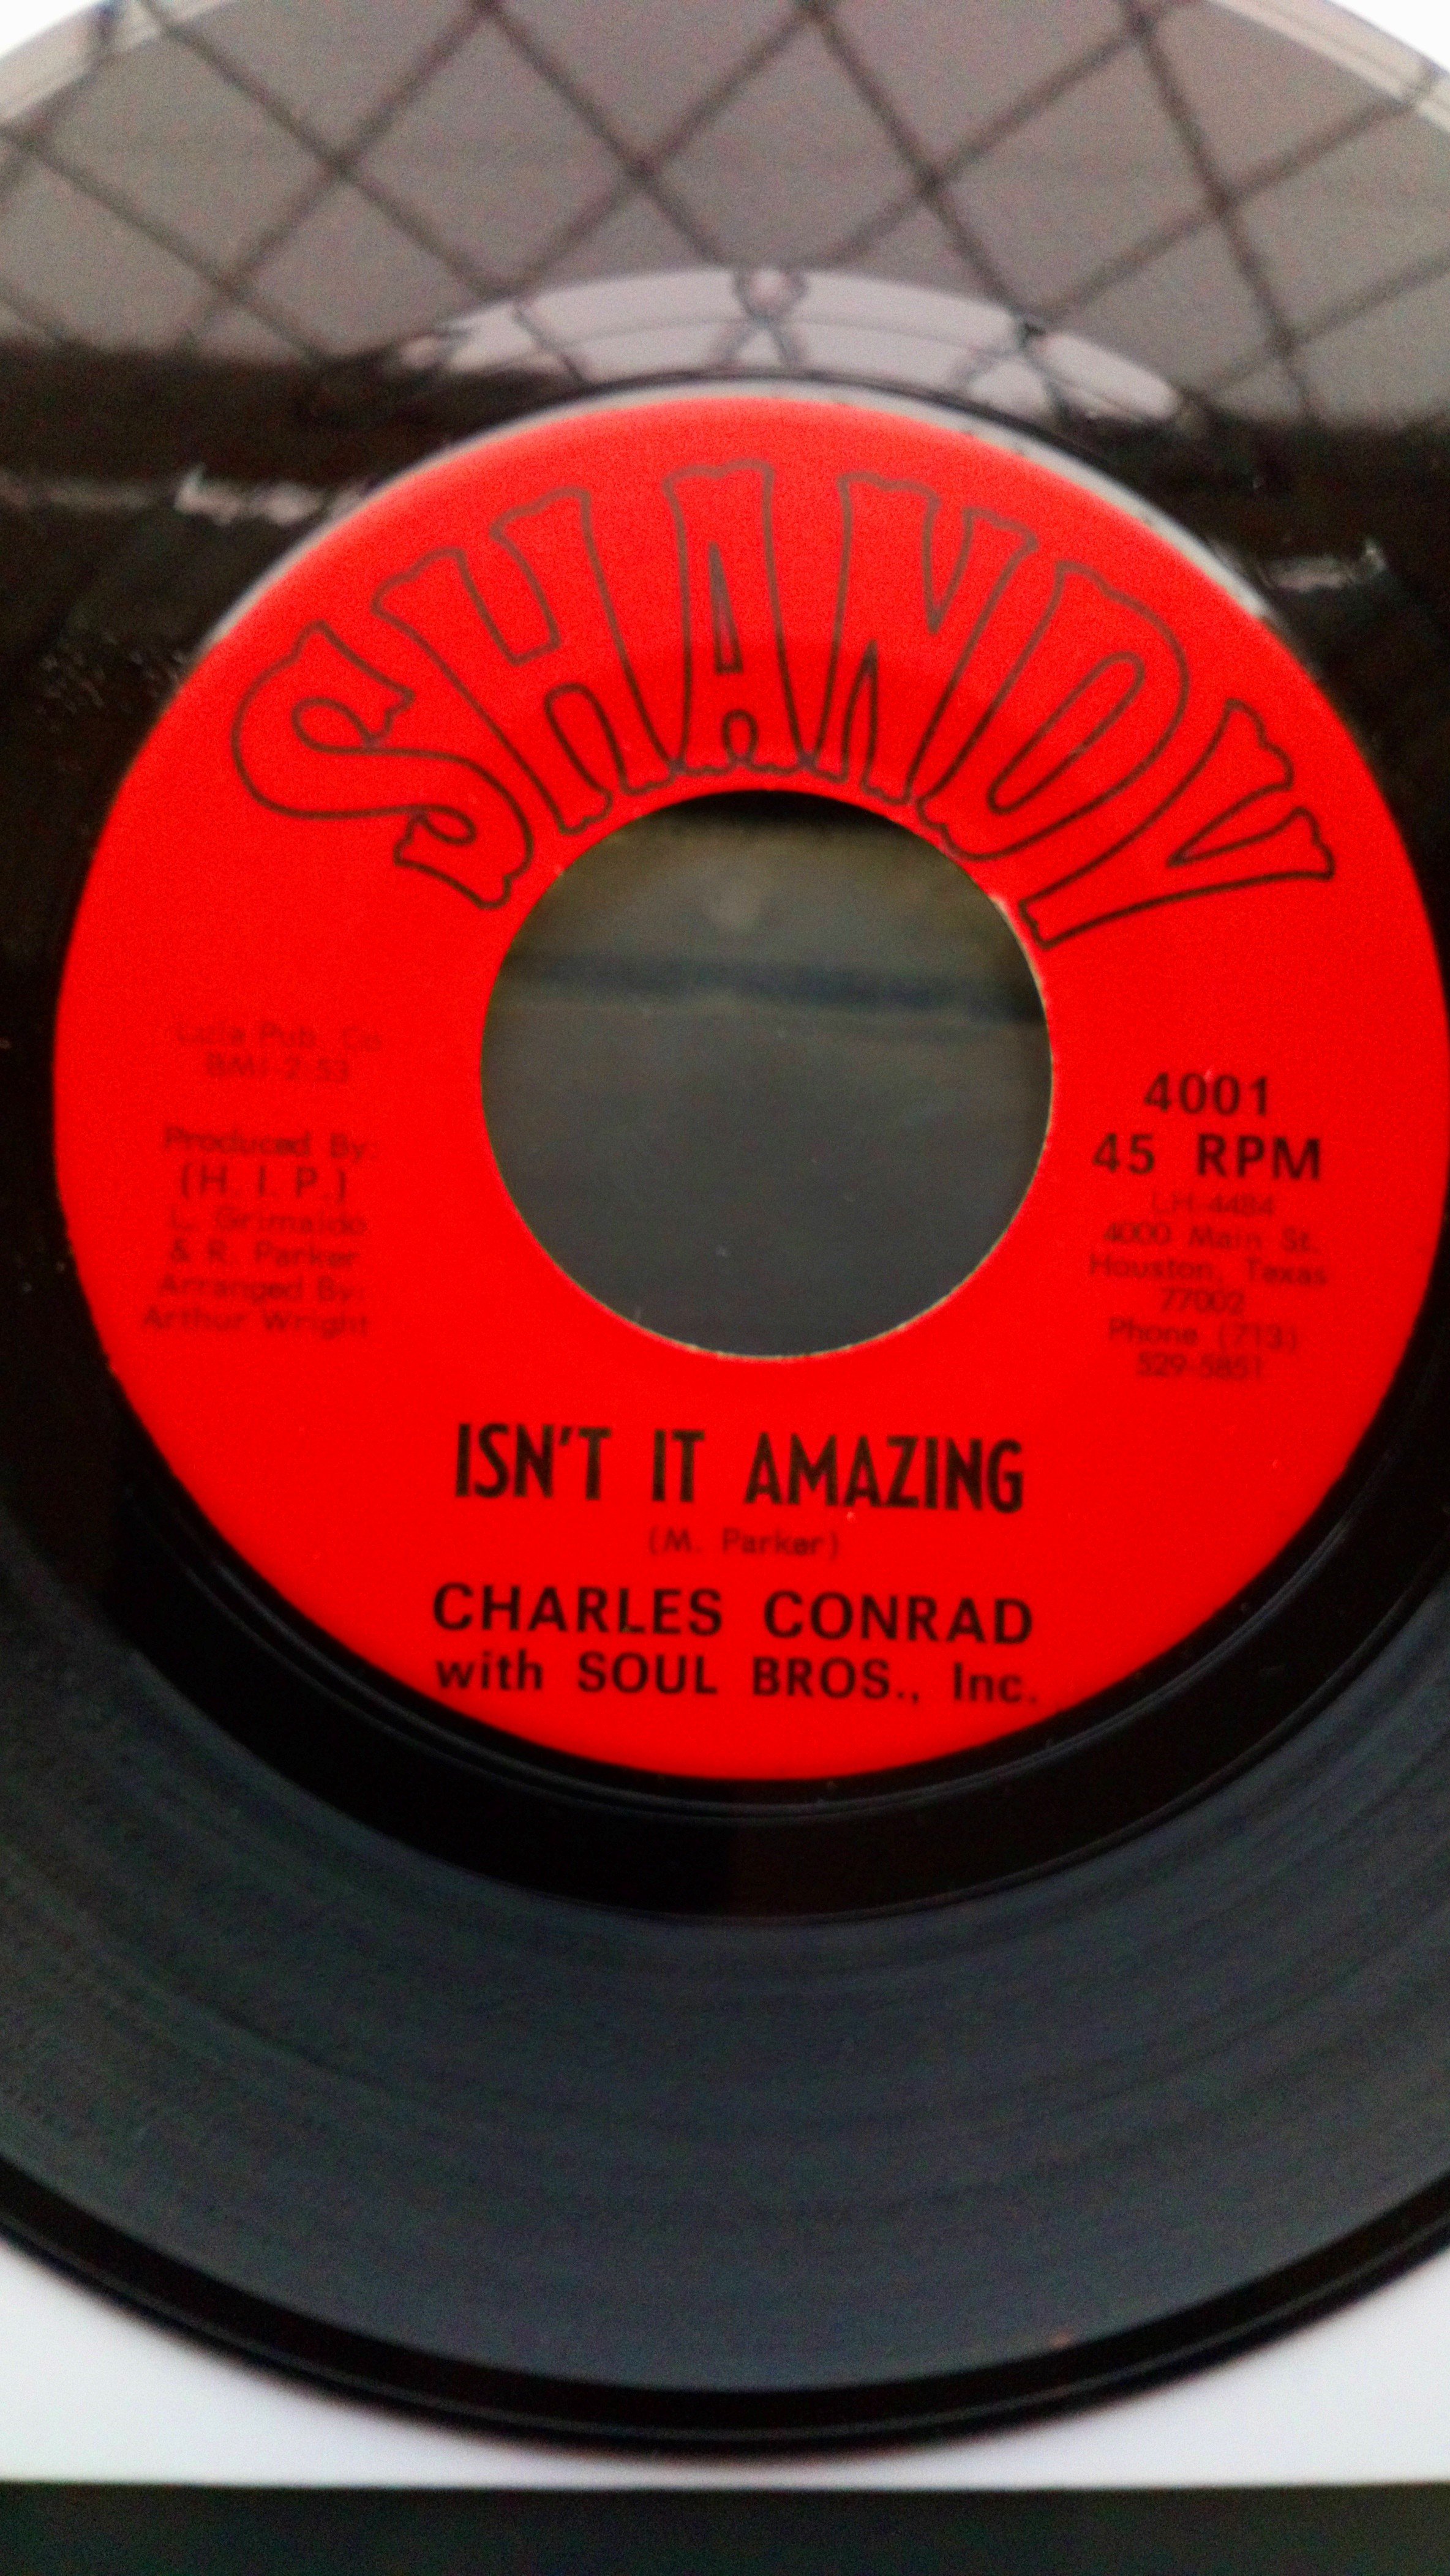 SHANDY
Pub. Co
BMI-2:53
Produced By:
(H. I. P.)
L. Grimaldo
& R. Parker
Arranged By:
Arthur Wright
4001
45 RPM
LH-4484
4000 Main St.
Houston, Texas
77002
Phone (713)
529-5851
ISN'T IT AMAZING
(M. Parker)
CHARLES CONRAD
with SOUL BROS., Inc.